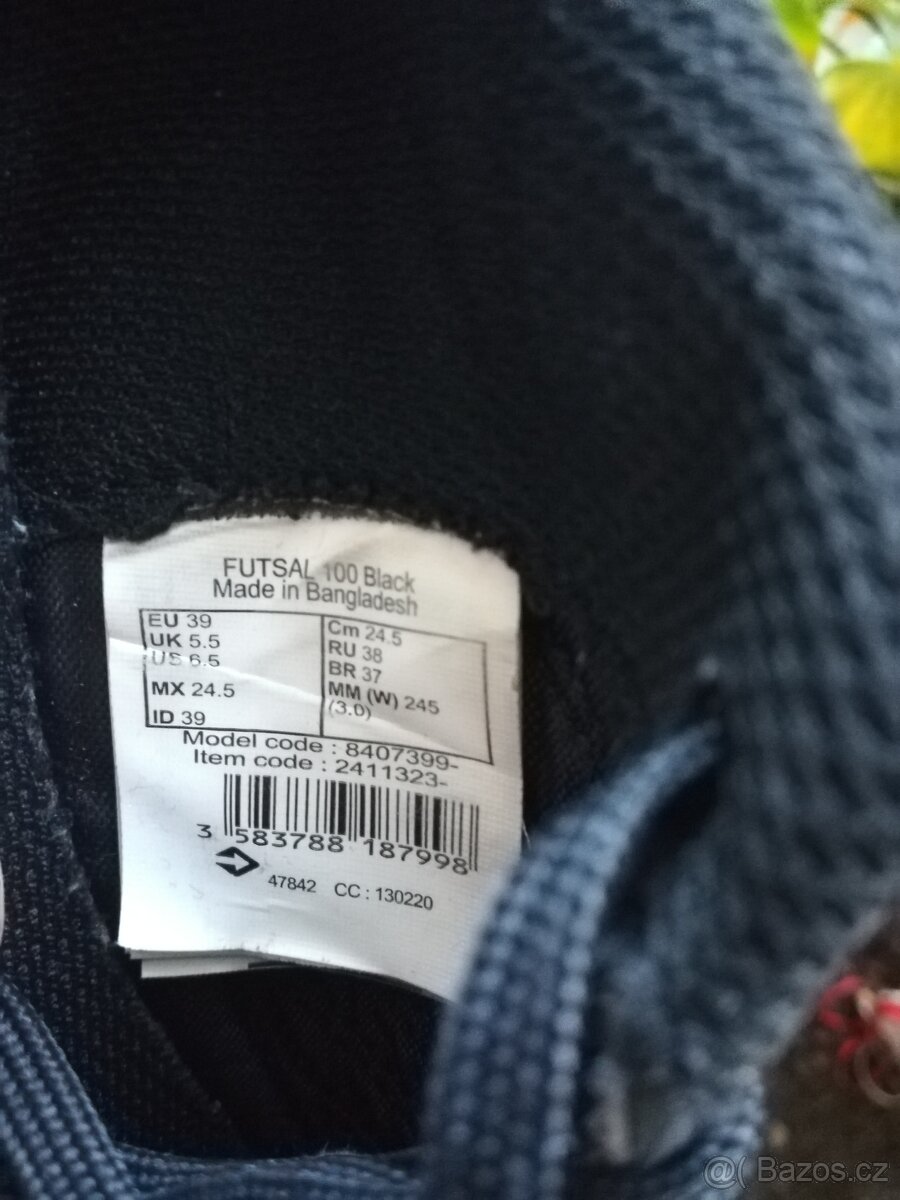 FUTSAL 100 Black
Made in Bangladesh
EU 39
UK 5.5
US 6.5
MX 24.5
ID 39
Cm 24.5
RU 38
BR 37
MM (W) 245
(3.0)
Model code : 8407399-
Item code : 2411323-
3 583788 187998
47842 CC : 130220
@( Bazos.cz